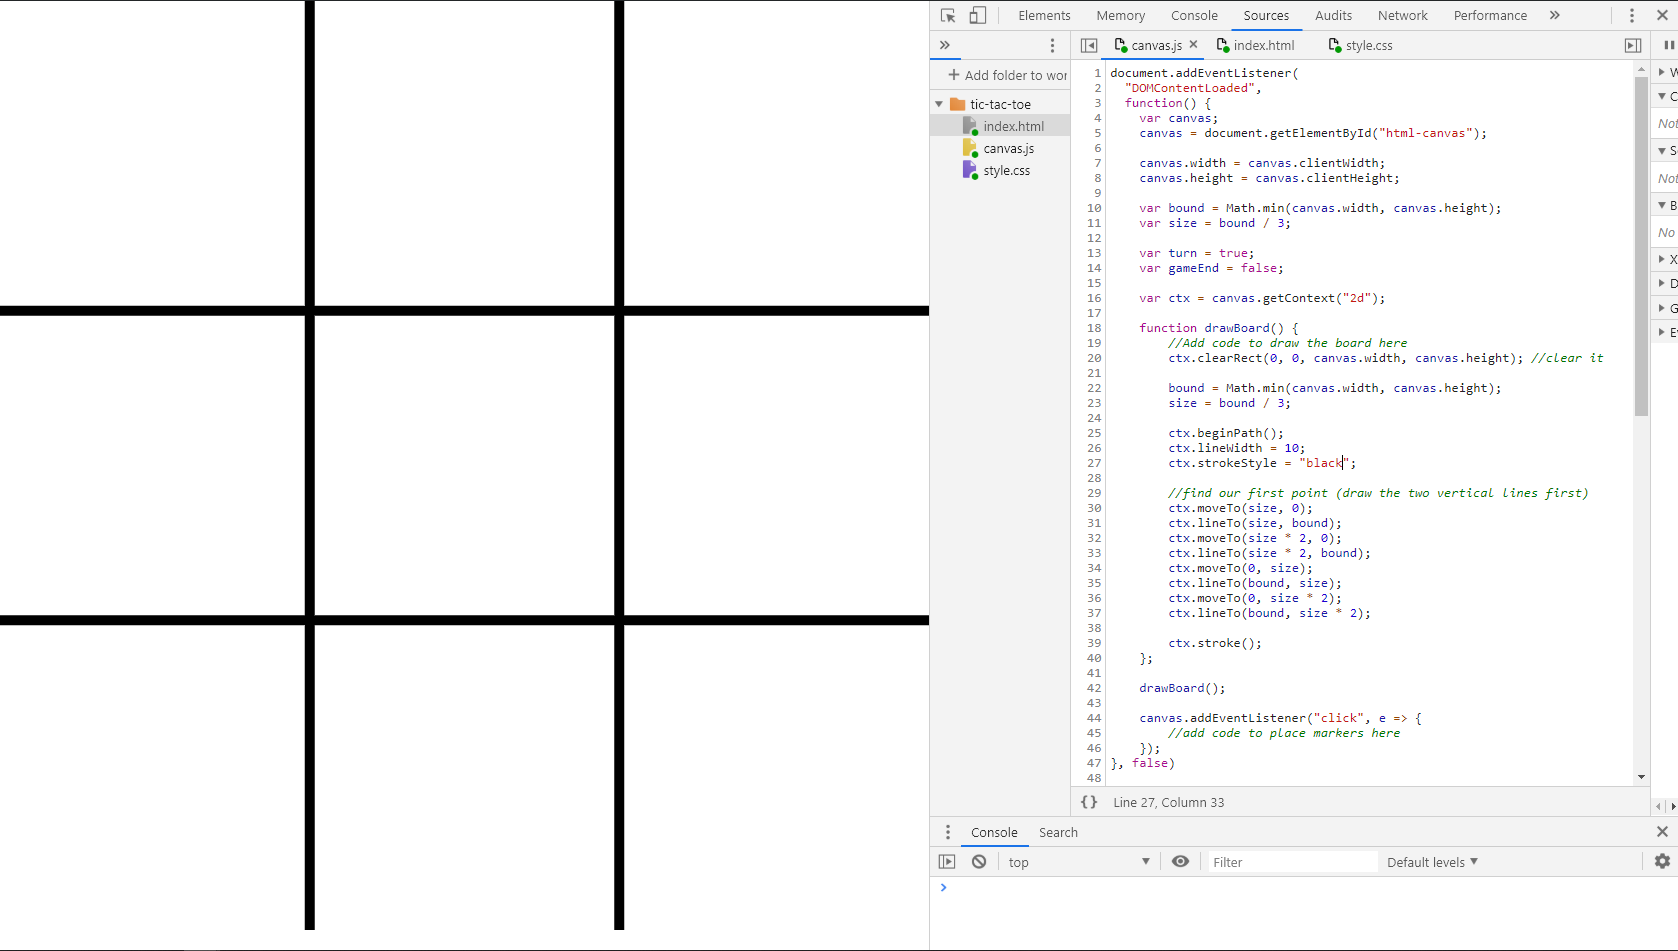 Elements Memory Console Sources Audits Network Performance »
» canvas.js × index.html style.css
+ Add folder to wor
tic-tac-toe
index.html
canvas.js
style.css
1 document.addEventListener(
2 "DOMContentLoaded",
3 function() {
4 var canvas;
5 canvas = document.getElementById("html-canvas");
6
7 canvas.width = canvas.clientWidth;
8 canvas.height = canvas.clientHeight;
9
10 var bound = Math.min(canvas.width, canvas.height);
11 var size = bound / 3;
12
13 var turn = true;
14 var gameEnd = false;
15
16 var ctx = canvas.getContext("2d");
17
18 function drawBoard() {
19 //Add code to draw the board here
20 ctx.clearRect(0, 0, canvas.width, canvas.height); //clear it
21
22 bound = Math.min(canvas.width, canvas.height);
23 size = bound / 3;
24
25 ctx.beginPath();
26 ctx.lineWidth = 10;
27 ctx.strokeStyle = "black";
28
29 //find our first point (draw the two vertical lines first)
30 ctx.moveTo(size, 0);
31 ctx.lineTo(size, bound);
32 ctx.moveTo(size * 2, 0);
33 ctx.lineTo(size * 2, bound);
34 ctx.moveTo(0, size);
35 ctx.lineTo(bound, size);
36 ctx.moveTo(0, size * 2);
37 ctx.lineTo(bound, size * 2);
38
39 ctx.stroke();
40 };
41
42 drawBoard();
43
44 canvas.addEventListener("click", e => {
45 //add code to place markers here
46 });
47 }, false)
48
W
C
Not
S
Not
B
No
X
D
G
E
{} Line 27, Column 33
Console Search
top Filter Default levels